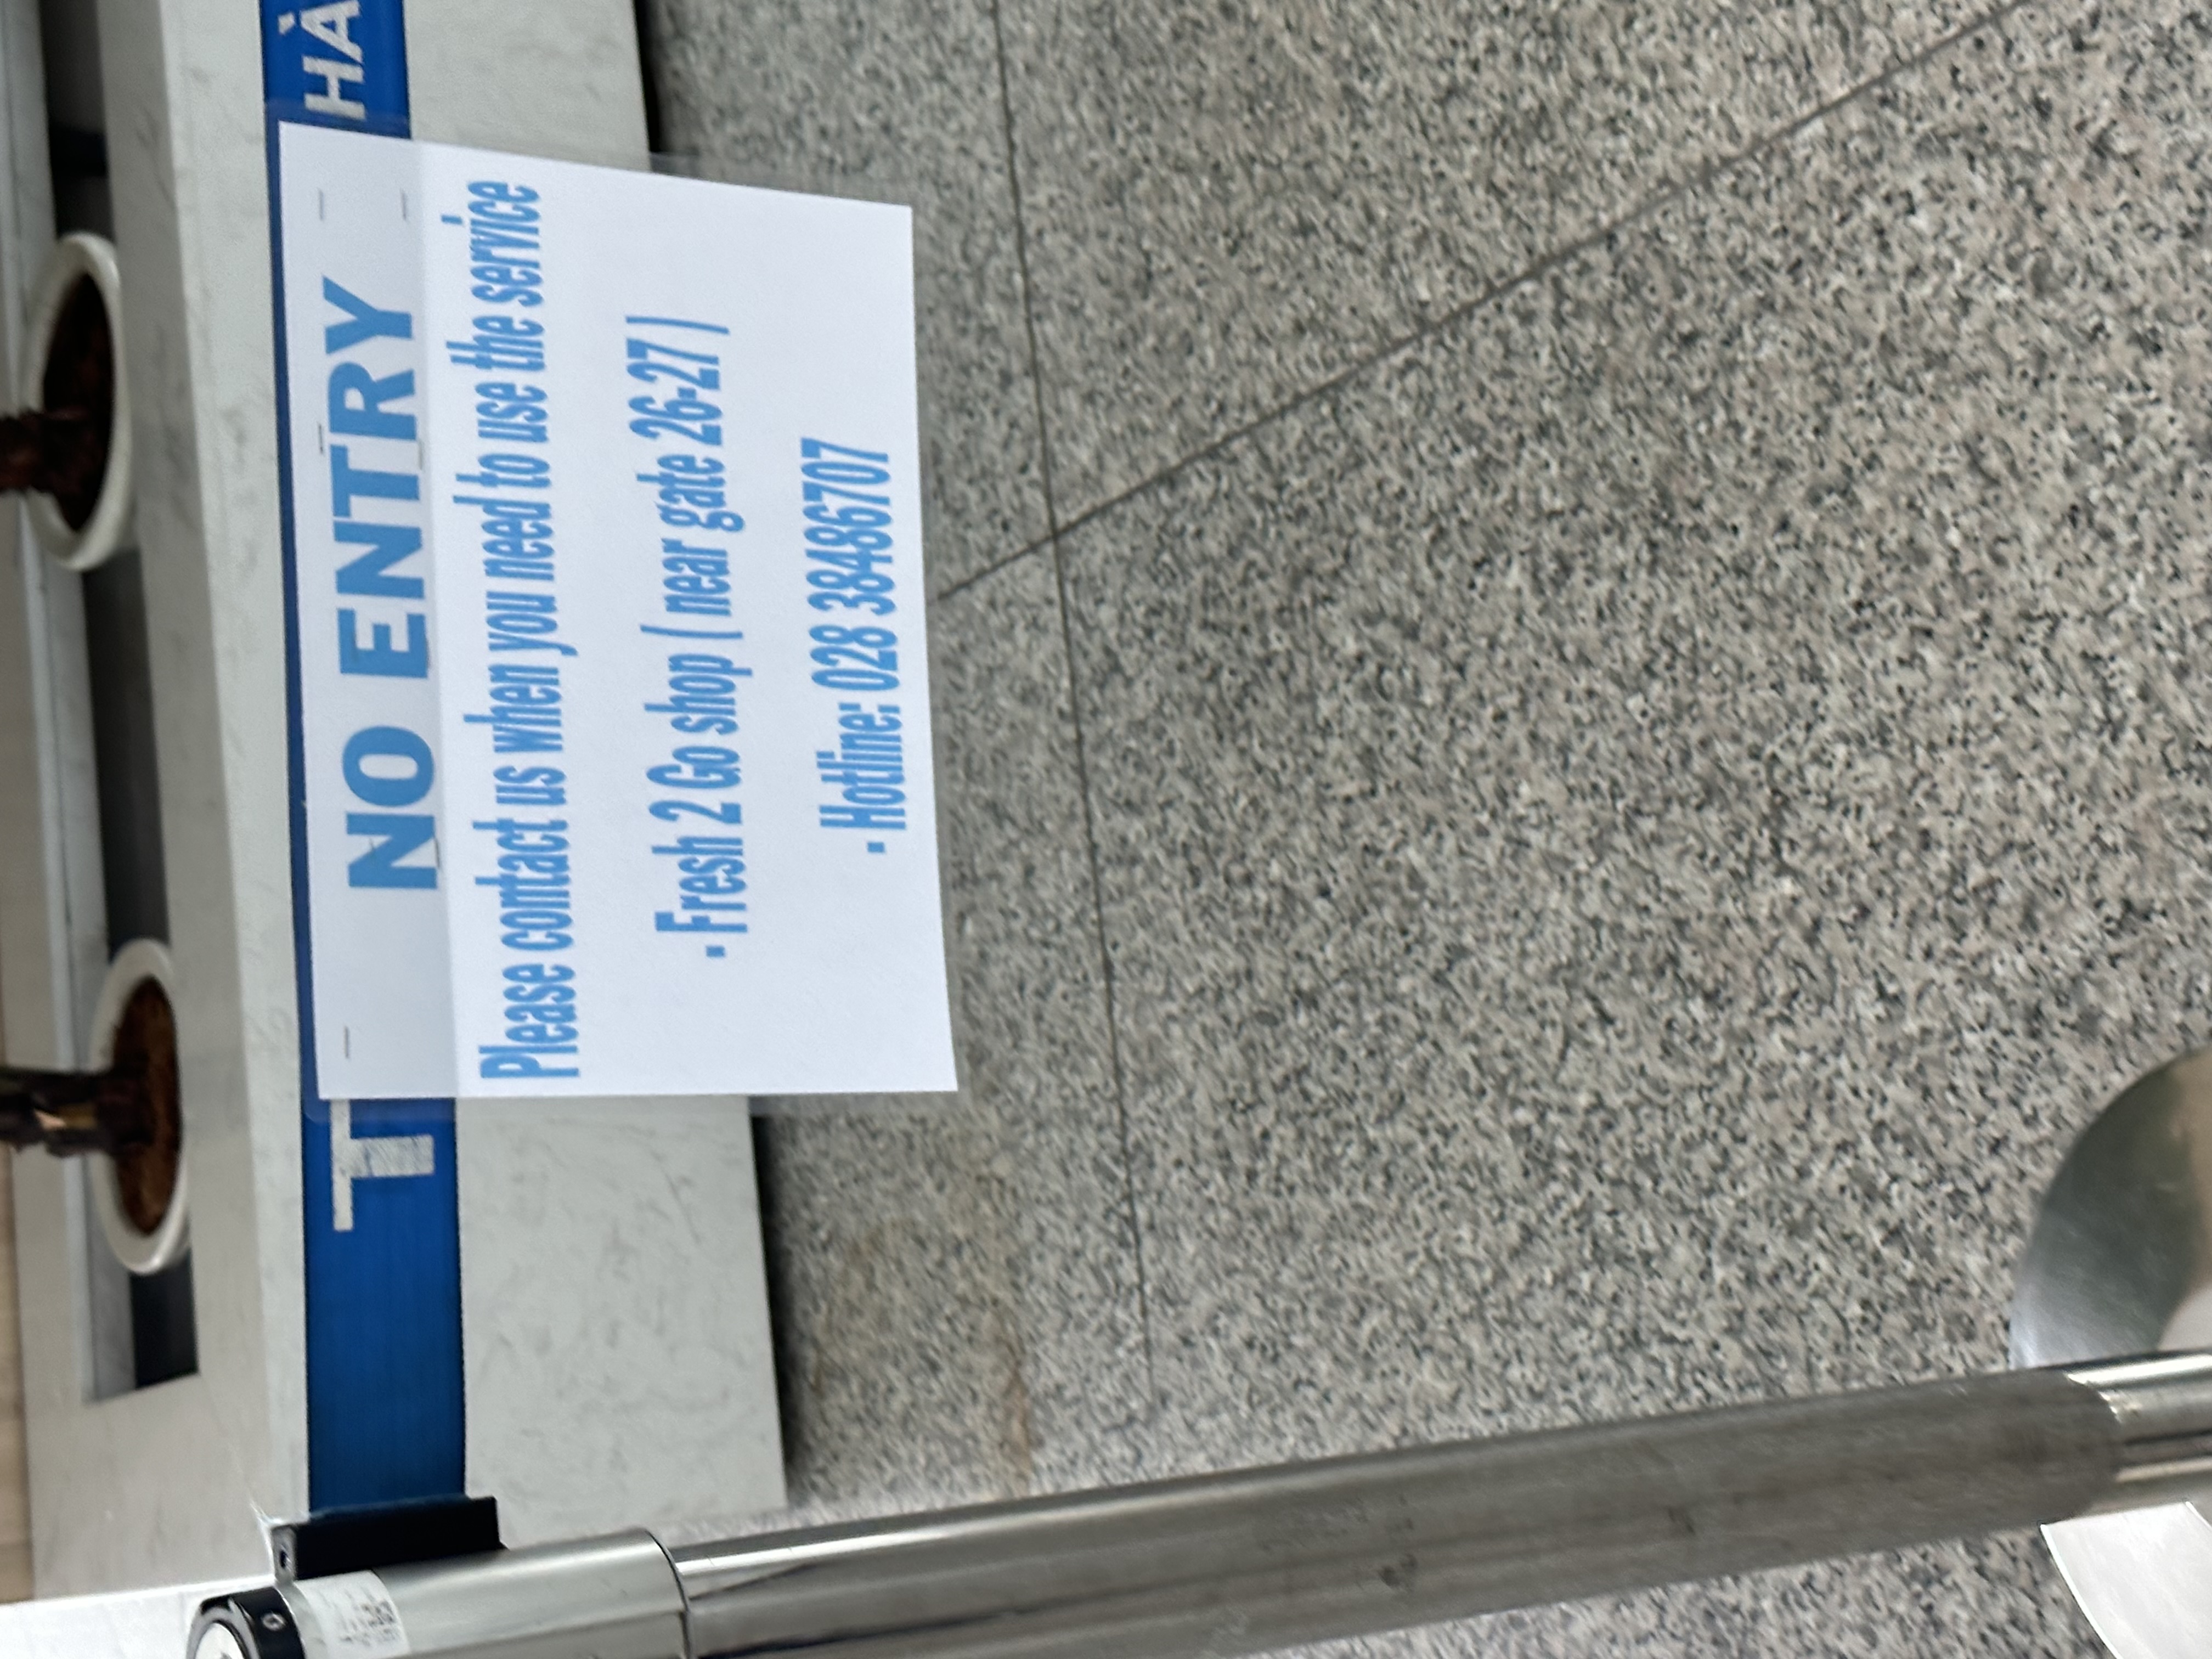 T HÀ
NO ENTRY
Please contact us when you need to use the service
- Fresh 2 Go shop ( near gate 26-27 )
- Hotline: 028 38486707